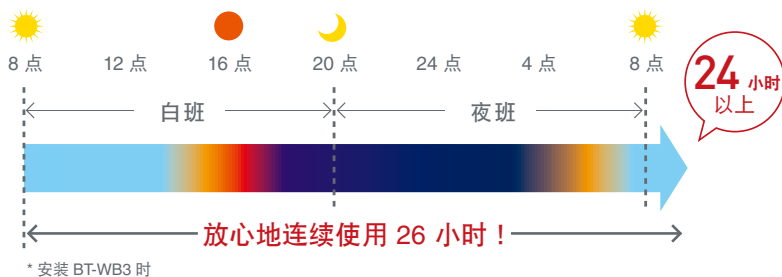 8 点 12 点 16 点 20 点 24 点 4 点 8 点
24 小时
以上
白班 夜班
放心地连续使用 26 小时！
* 安装 BT-WB3 时